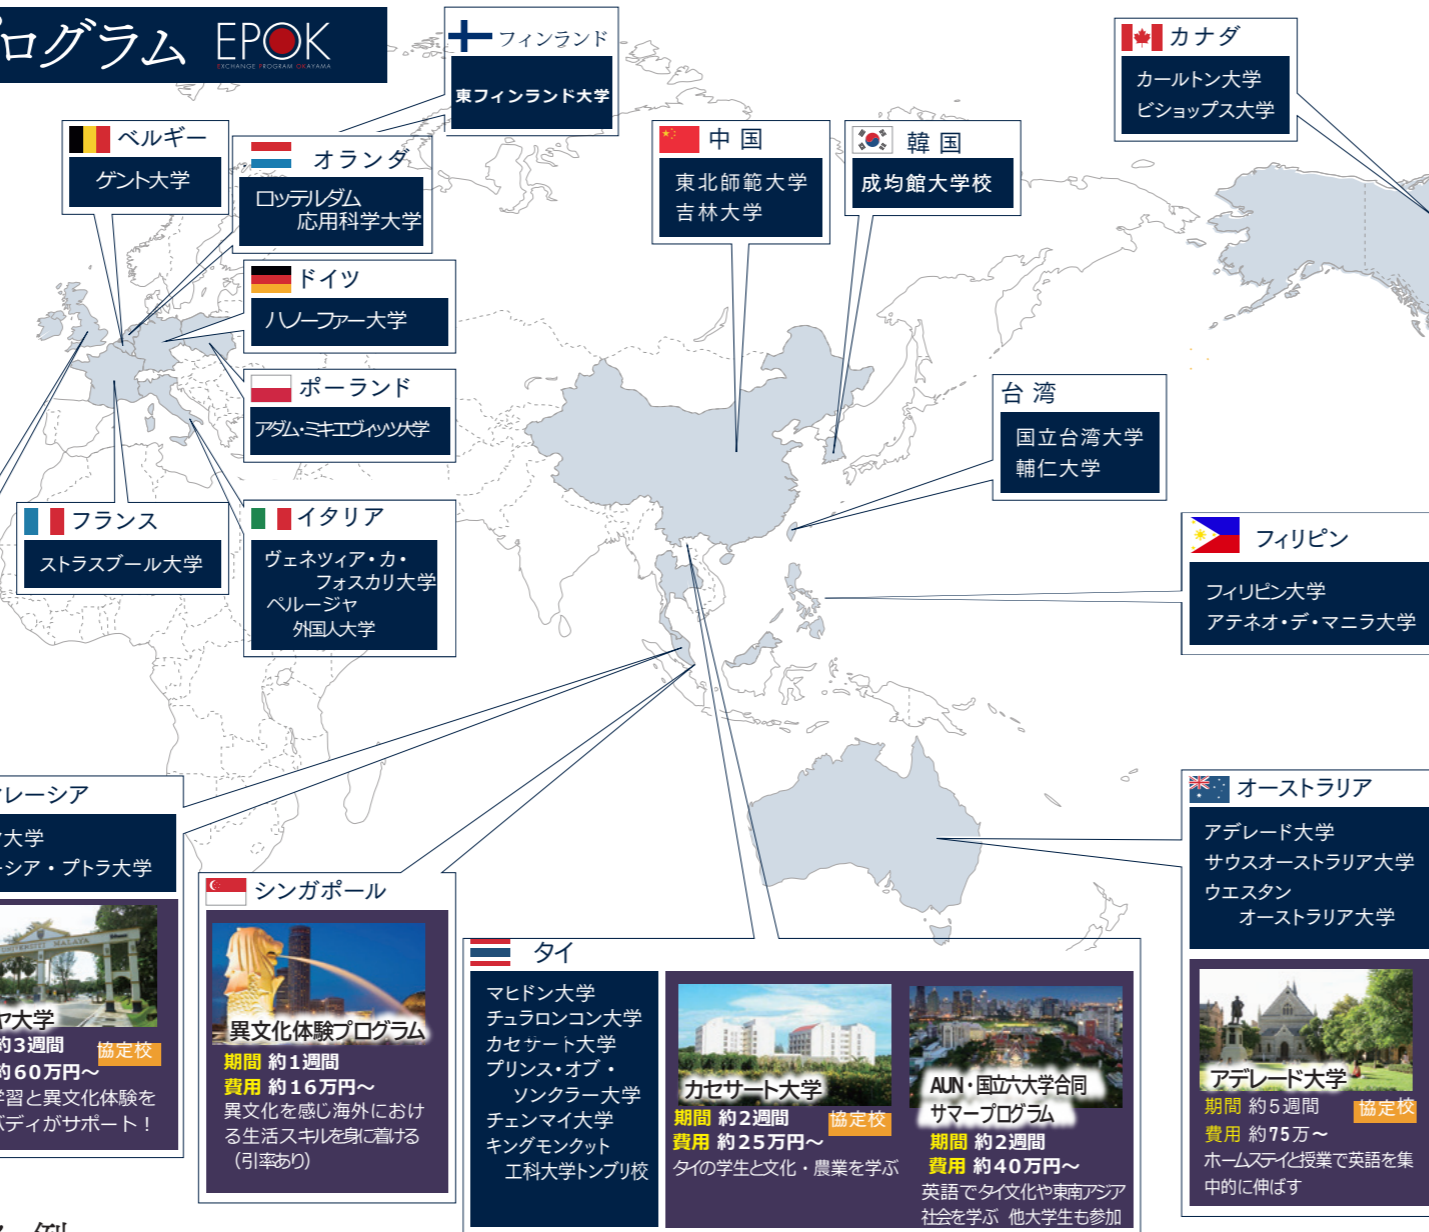 ログラム EPOK
EXCHANGE PROGRAM OKAYAMA
フィンランド
東フィンランド大学
カナダ
カールトン大学
ビショップス大学
ベルギー
ゲント大学
オランダ
ロッテルダム
応用科学大学
中国
東北師範大学
吉林大学
韓国
成均館大学校
ドイツ
ハノーファー大学
ポーランド
アダム・ミキエヴィッツ大学
台湾
国立台湾大学
輔仁大学
フランス
ストラスブール大学
イタリア
ヴェネツィア・カ・
フォスカリ大学
ペルージャ
外国人大学
フィリピン
フィリピン大学
アテネオ・デ・マニラ大学
レーシア
大学
シア・プトラ大学
UNIVERSITI MALAYA
ヤ大学
約3週間
協定校
約60万円～
学習と異文化体験を
バディがサポート！
シンガポール
異文化体験プログラム
期間 約1週間
費用 約16万円～
異文化を感じ海外におけ
る生活スキルを身に着ける
（引率あり）
タイ
マヒドン大学
チュラロンコン大学
カセサート大学
プリンス・オブ・
ソンクラー大学
チェンマイ大学
キングモンクット
工科大学トンブリ校
カセサート大学
期間 約2週間
協定校
費用 約25万円～
タイの学生と文化・農業を学ぶ
AUN・国立六大学合同
サマープログラム
期間 約2週間
費用 約40万円～
英語でタイ文化や東南アジア
社会を学ぶ 他大学生も参加
オーストラリア
アデレード大学
サウスオーストラリア大学
ウエスタン
オーストラリア大学
アデレード大学
期間 約5週間
協定校
費用 約75万～
ホームステイと授業で英語を集
中的に伸ばす